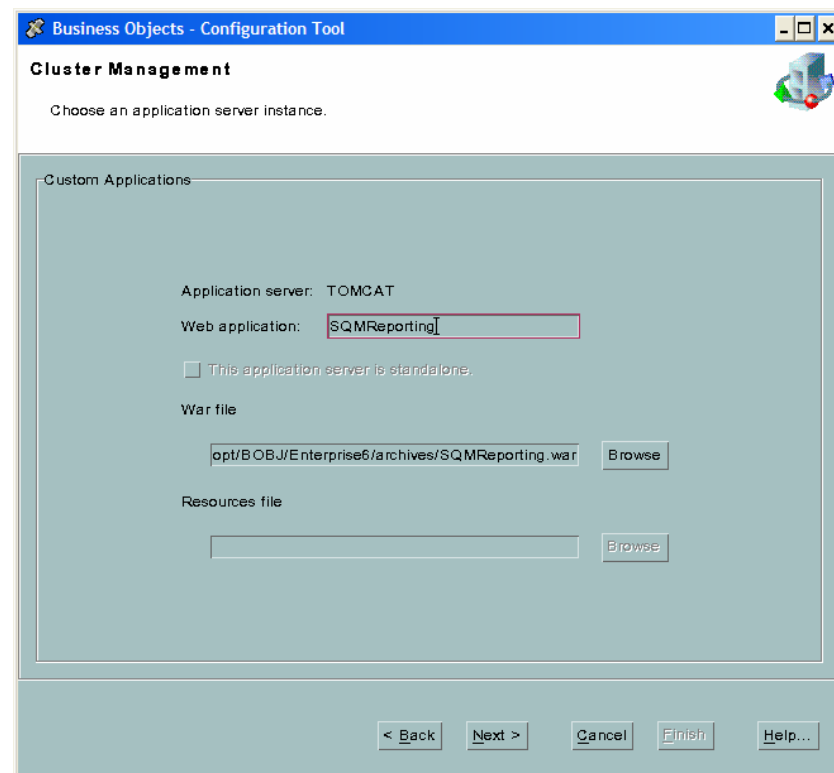 Business Objects - Configuration Tool
Cluster Management
Choose an application server instance.
Custom Applications
Application server: TOMCAT
Web application: SQMReporting
This application server is standalone.
War file
opt/BOBJ/Enterprise6/archives/SQMReporting.war Browse
Resources file
Browse
< Back Next > Cancel Finish Help...